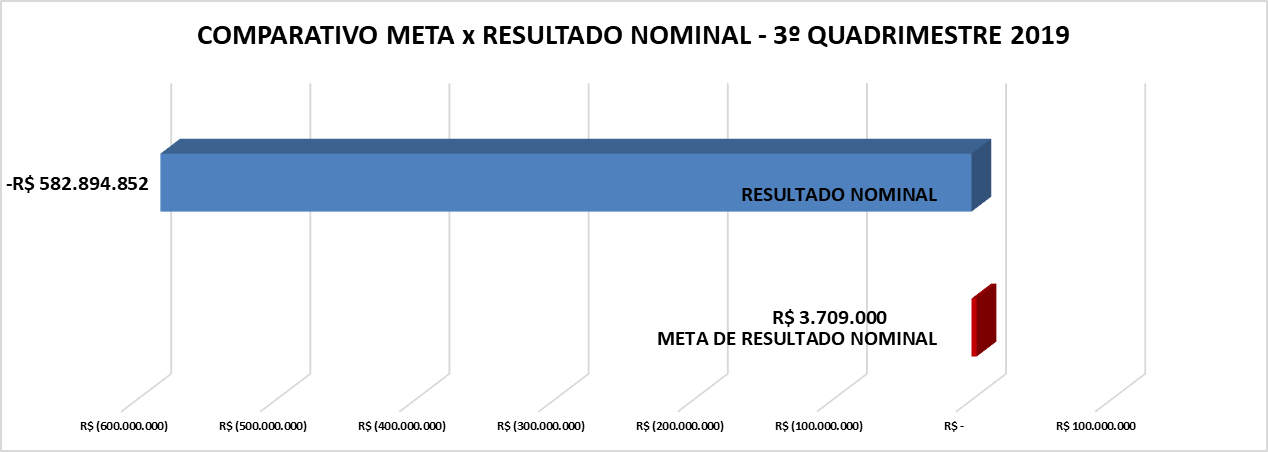 COMPARATIVO META x RESULTADO NOMINAL - 3º QUADRIMESTRE 2019
-R$ 582.894.852
RESULTADO NOMINAL
R$ 3.709.000
META DE RESULTADO NOMINAL
R$ (600.000.000) R$ (500.000.000) R$ (400.000.000) R$ (300.000.000) R$ (200.000.000) R$ (100.000.000) R$ - R$ 100.000.000